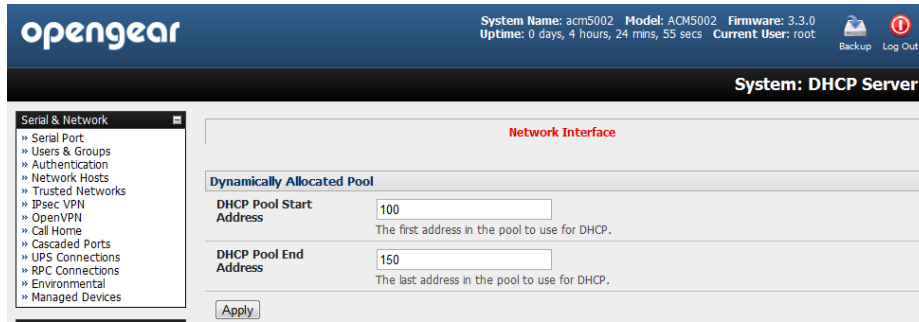 opengear
System Name: acm5002 Model: ACM5002 Firmware: 3.3.0
Uptime: 0 days, 4 hours, 24 mins, 55 secs Current User: root
Backup Log Out
System: DHCP Server
Serial & Network
» Serial Port
» Users & Groups
» Authentication
» Network Hosts
» Trusted Networks
» IPsec VPN
» OpenVPN
» Call Home
» Cascaded Ports
» UPS Connections
» RPC Connections
» Environmental
» Managed Devices
Network Interface
Dynamically Allocated Pool
DHCP Pool Start
Address
100
The first address in the pool to use for DHCP.
DHCP Pool End
Address
150
The last address in the pool to use for DHCP.
Apply